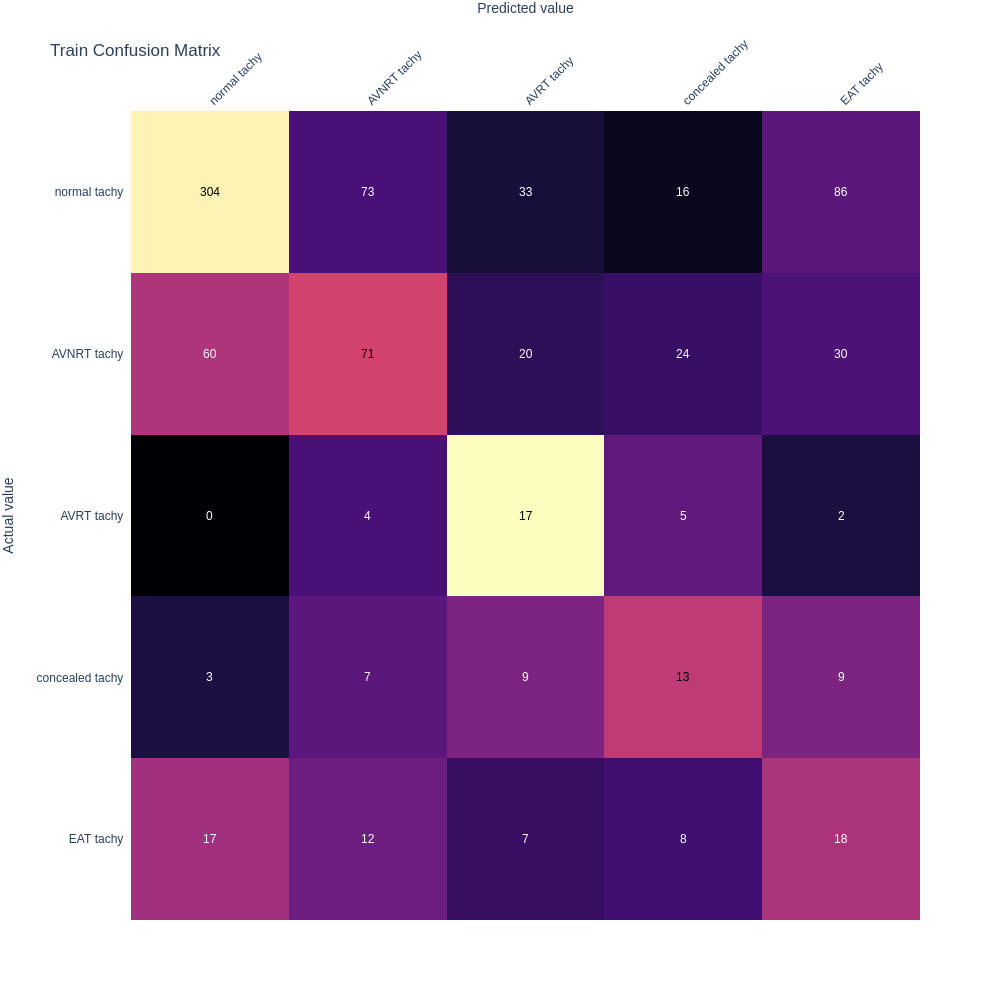 Predicted value
Train Confusion Matrix
normal tachy AVNRT tachy AVRT tachy concealed tachy EAT tachy
normal tachy 304 73 33 16 86
AVNRT tachy 60 71 20 24 30
AVRT tachy 0 4 17 5 2
concealed tachy 3 7 9 13 9
EAT tachy 17 12 7 8 18
Actual value